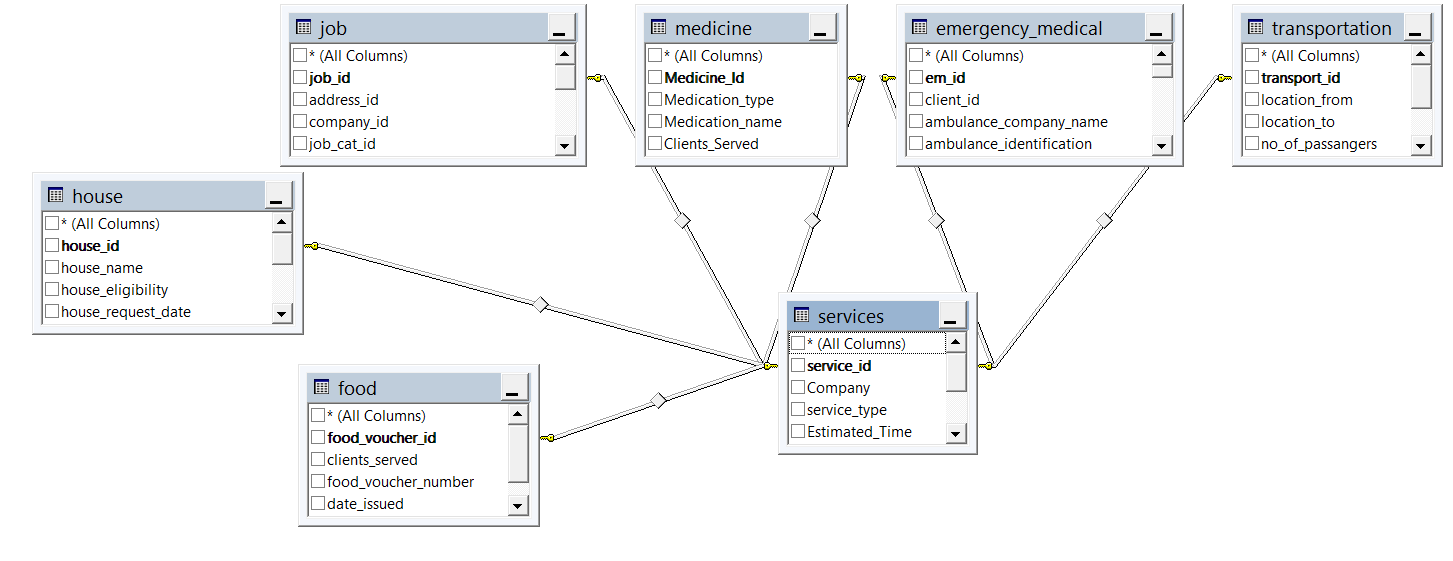 job
* (All Columns)
job_id
address_id
company_id
job_cat_id
medicine
* (All Columns)
Medicine_Id
Medication_type
Medication_name
Clients_Served
emergency_medical
* (All Columns)
em_id
client_id
ambulance_company_name
ambulance_identification
transportation
* (All Columns)
transport_id
location_from
location_to
no_of_passangers
house
* (All Columns)
house_id
house_name
house_eligibility
house_request_date
services
* (All Columns)
service_id
Company
service_type
Estimated_Time
food
* (All Columns)
food_voucher_id
clients_served
food_voucher_number
date_issued